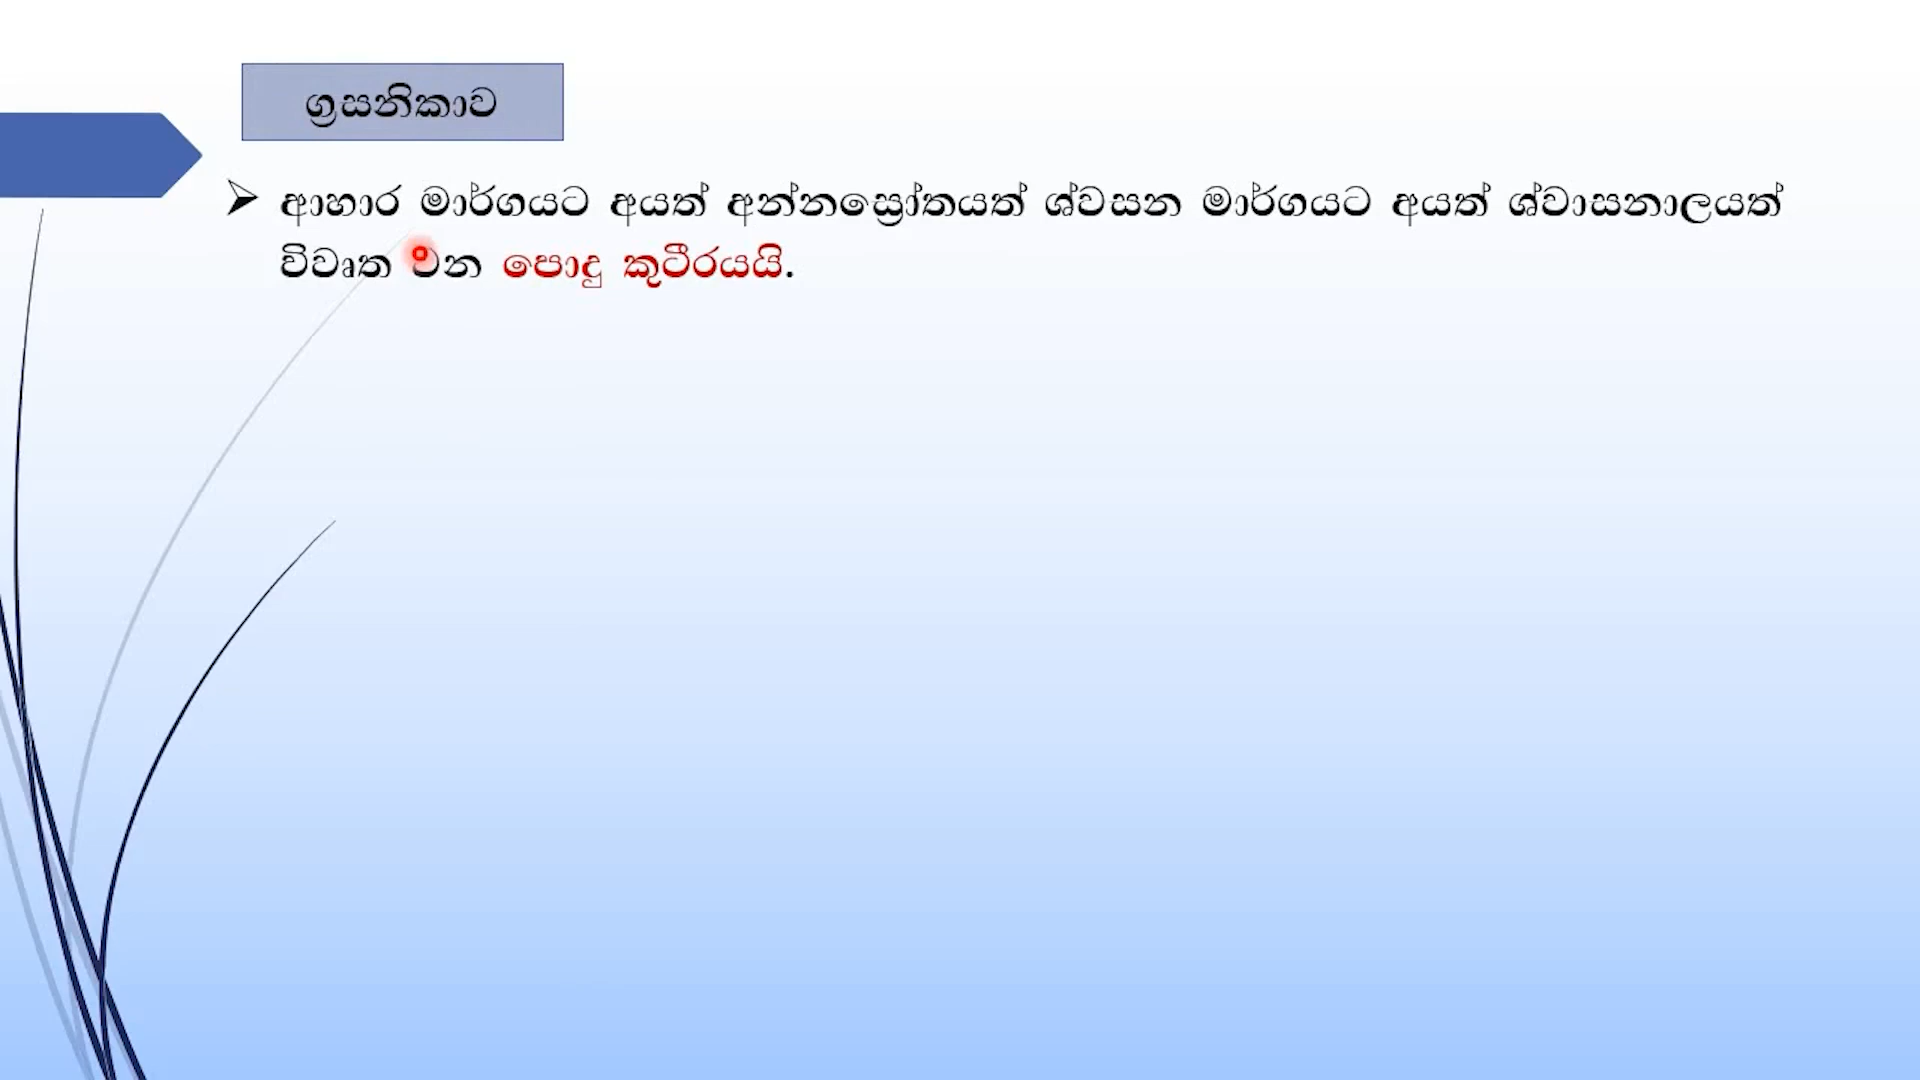 ග්‍රසනිකාව
ආහාර මාර්ගයට අයත් අන්නස්‍රෝතයත් ශ්වසන මාර්ගයට අයත් ශ්වාසනාලයත්
විවෘත වන පොදු කුටීරයයි.